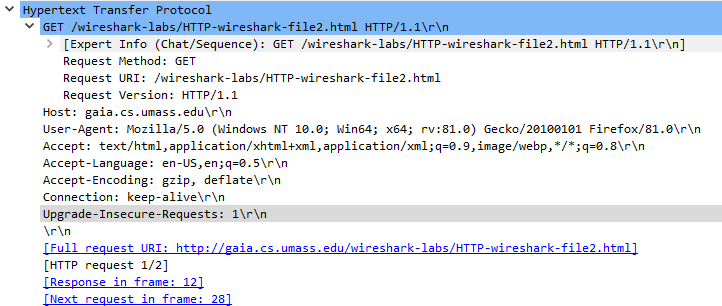 Hypertext Transfer Protocol
GET /wireshark-labs/HTTP-wireshark-file2.html HTTP/1.1\r\n
[Expert Info (Chat/Sequence): GET /wireshark-labs/HTTP-wireshark-file2.html HTTP/1.1\r\n]
Request Method: GET
Request URI: /wireshark-labs/HTTP-wireshark-file2.html
Request Version: HTTP/1.1
Host: gaia.cs.umass.edu\r\n
User-Agent: Mozilla/5.0 (Windows NT 10.0; Win64; x64; rv:81.0) Gecko/20100101 Firefox/81.0\r\n
Accept: text/html,application/xhtml+xml,application/xml;q=0.9,image/webp,*/*;q=0.8\r\n
Accept-Language: en-US,en;q=0.5\r\n
Accept-Encoding: gzip, deflate\r\n
Connection: keep-alive\r\n
Upgrade-Insecure-Requests: 1\r\n
\r\n
[Full request URI: http://gaia.cs.umass.edu/wireshark-labs/HTTP-wireshark-file2.html]
[HTTP request 1/2]
[Response in frame: 12]
[Next request in frame: 28]